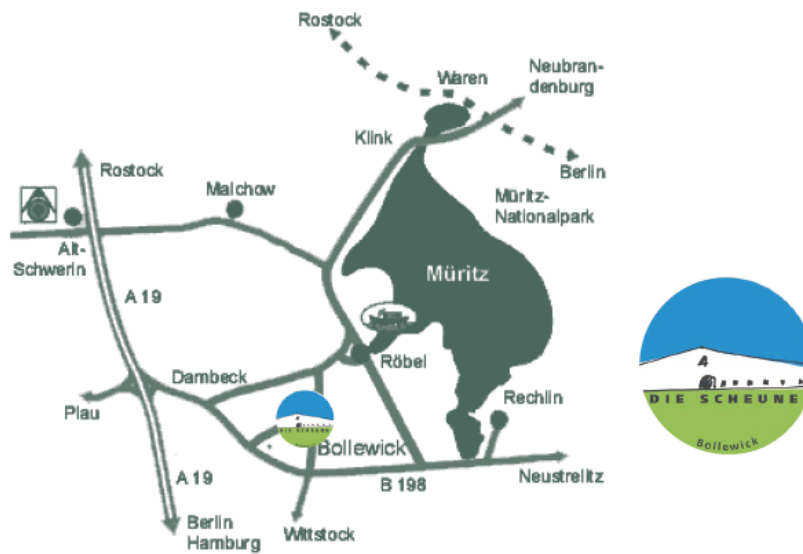 Rostock
Waren
Neubran-
denburg
Klink
Berlin
Rostock
Malchow
Müritz-
Nationalpark
Alt-
Schwerin
Müritz
A 19
Röbel
Dambeck
Rechlin
Plau
DIE SCHEUNE
Bollewick
DIE SCHEUNE
Bollewick
A 19
B 198
Neustrelitz
Berlin
Hamburg
Wittstock